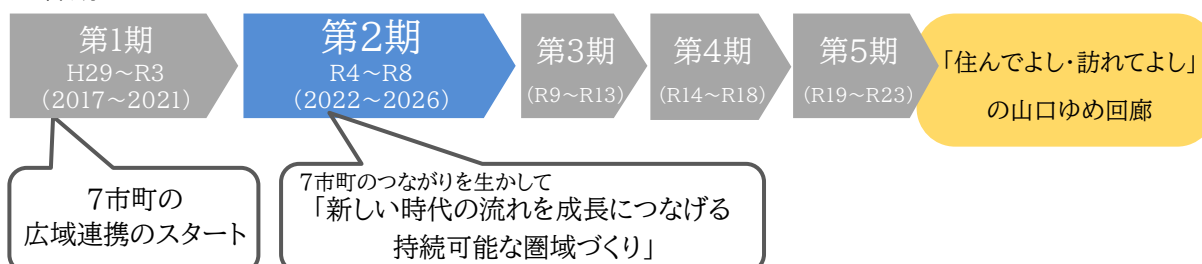 第1期
H29～R3
（2017～2021）
第2期
R4～R8
（2022～2026）
第3期
（R9～R13）
第4期
（R14～R18）
第5期
（R19～R23）
「住んでよし・訪れてよし」
の山口ゆめ回廊
7市町の
広域連携のスタート
7市町のつながりを生かして
「新しい時代の流れを成長につなげる
持続可能な圏域づくり」